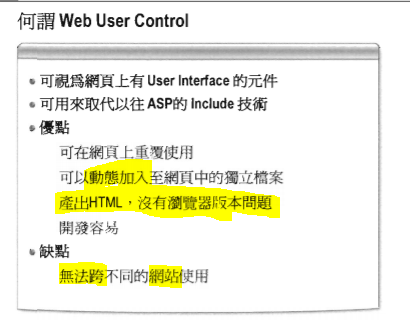 何謂 Web User Control
可視為網頁上有 User Interface 的元件
可用來取代以往 ASP的 Include 技術
優點
可在網頁上重覆使用
可以動態加入至網頁中的獨立檔案
產出HTML，沒有瀏覽器版本問題
開發容易
缺點
無法跨不同的網站使用